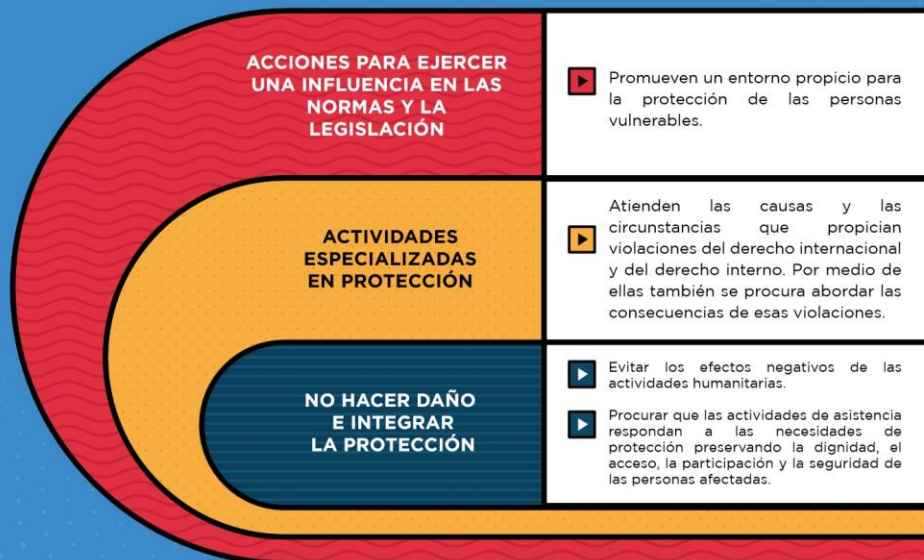 ACCIONES PARA EJERCER
UNA INFLUENCIA EN LAS
NORMAS Y LA
LEGISLACIÓN
Promueven un entorno propicio para
la protección de las personas
vulnerables.
ACTIVIDADES
ESPECIALIZADAS
EN PROTECCIÓN
Atienden las causas y las
circunstancias que propician
violaciones del derecho internacional
y del derecho interno. Por medio de
ellas también se procura abordar las
consecuencias de esas violaciones.
NO HACER DAÑO
E INTEGRAR
LA PROTECCIÓN
Evitar los efectos negativos de las
actividades humanitarias.
Procurar que las actividades de asistencia
respondan a las necesidades de
protección preservando la dignidad, el
acceso, la participación y la seguridad de
las personas afectadas.